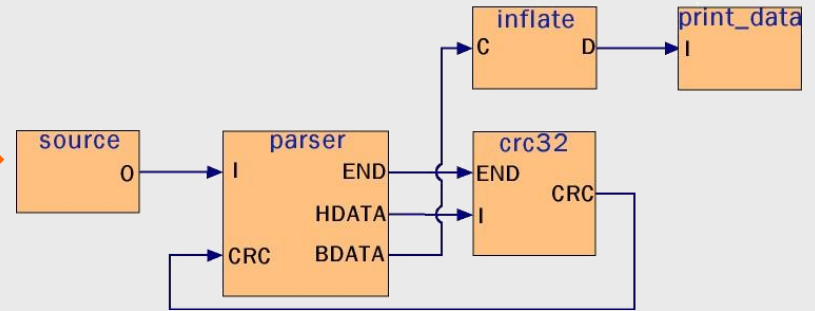 inflate
C
D
print_data
I
source
O
parser
I
END
HDATA
CRC
BDATA
crc32
END
CRC
I